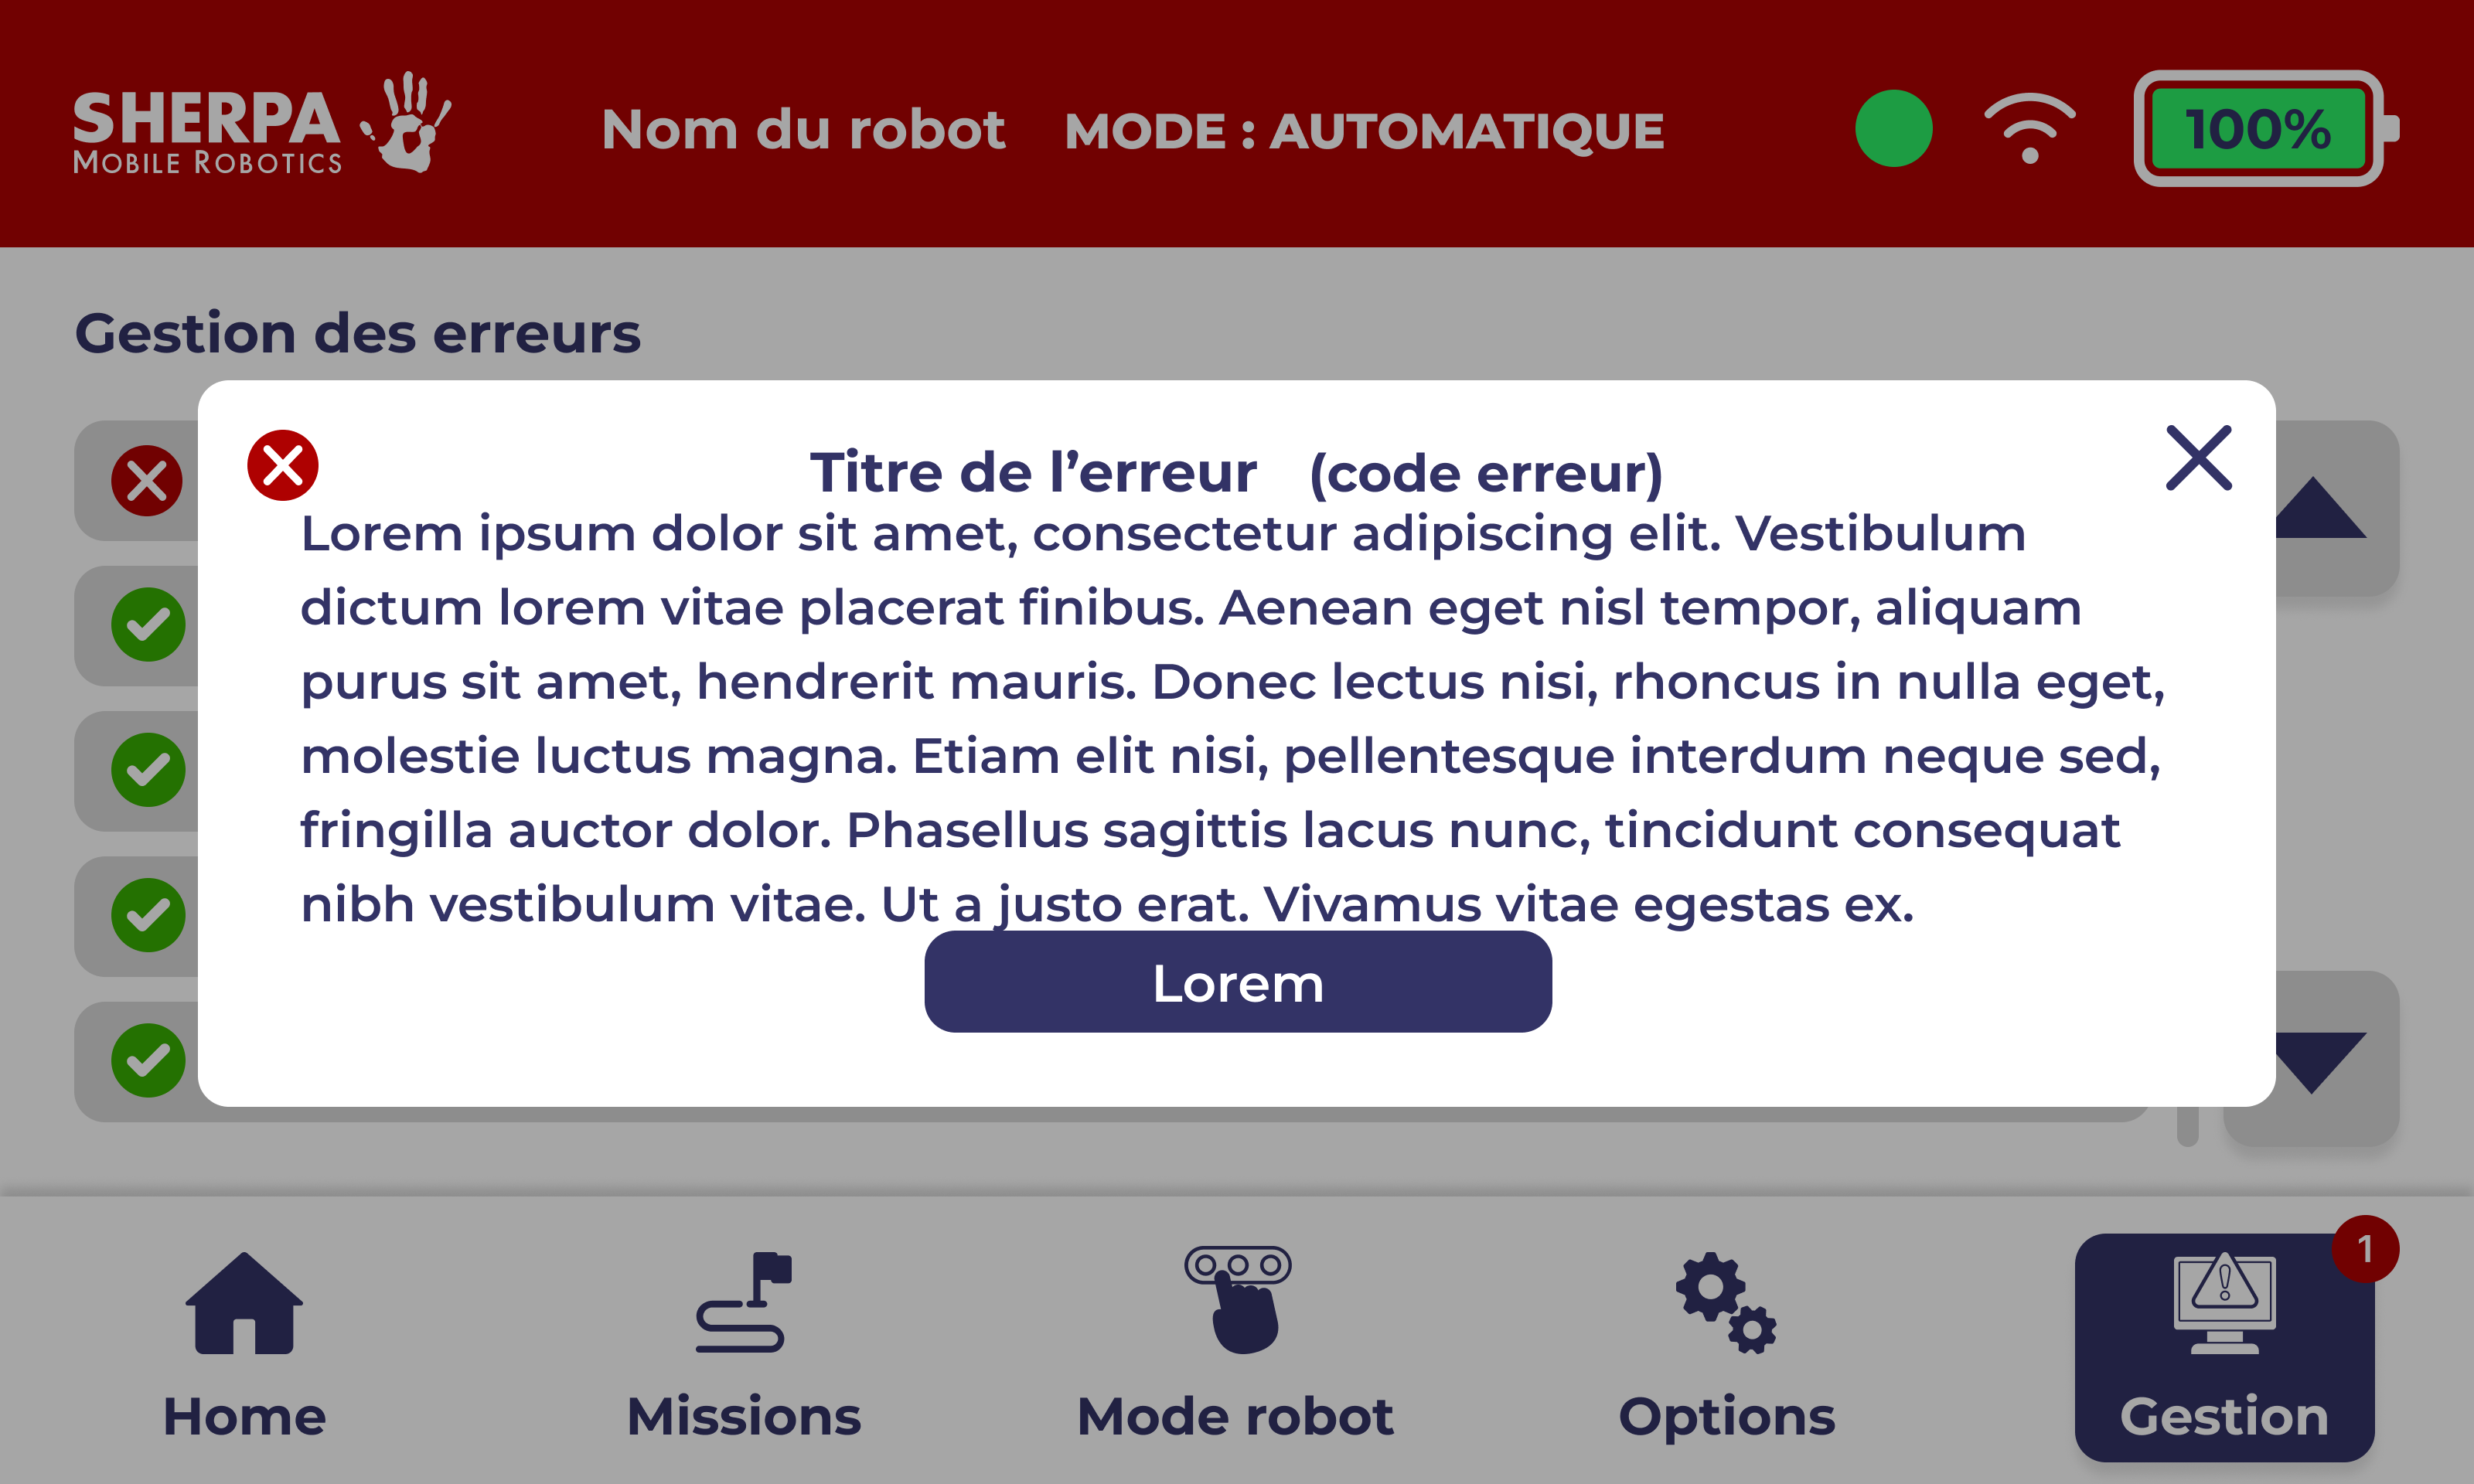 SHERPA
MOBILE ROBOTICS
Nom du robot MODE : AUTOMATIQUE
100%
Gestion des erreurs
Titre de l’erreur (code erreur)
Lorem ipsum dolor sit amet, consectetur adipiscing elit. Vestibulum
dictum lorem vitae placerat finibus. Aenean eget nisl tempor, aliquam
purus sit amet, hendrerit mauris. Donec lectus nisi, rhoncus in nulla eget,
molestie luctus magna. Etiam elit nisi, pellentesque interdum neque sed,
fringilla auctor dolor. Phasellus sagittis lacus nunc, tincidunt consequat
nibh vestibulum vitae. Ut a justo erat. Vivamus vitae egestas ex.
Lorem
1
Home
Missions
Mode robot
Options
Gestion